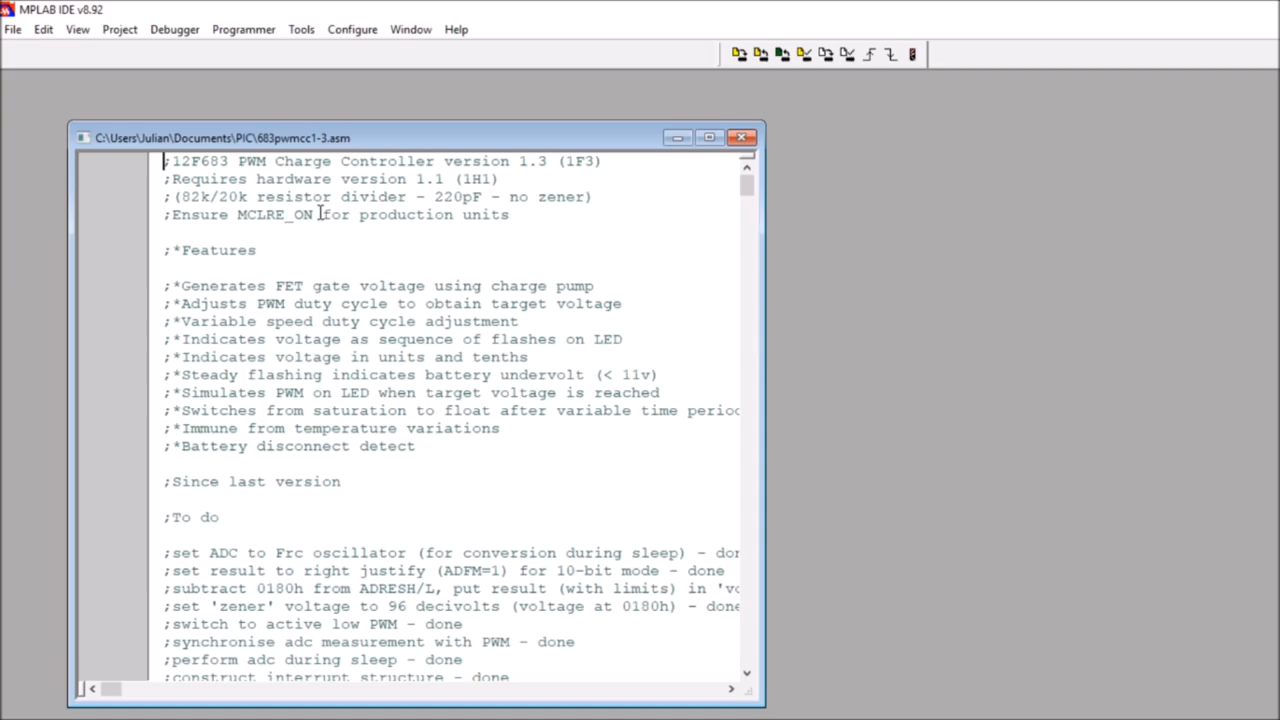 MPLAB IDE v8.92
File Edit View Project Debugger Programmer Tools Configure Window Help
C:\Users\Julian\Documents\PIC\683pwmcc1-3.asm
;12F683 PWM Charge Controller version 1.3 (1F3)
;Requires hardware version 1.1 (1H1)
;(82k/20k resistor divider - 220pF - no zener)
;Ensure MCLRE_ON for production units
;*Features
;*Generates FET gate voltage using charge pump
;*Adjusts PWM duty cycle to obtain target voltage
;*Variable speed duty cycle adjustment
;*Indicates voltage as sequence of flashes on LED
;*Indicates voltage in units and tenths
;*Steady flashing indicates battery undervolt (< 11v)
;*Simulates PWM on LED when target voltage is reached
;*Switches from saturation to float after variable time perioc
;*Immune from temperature variations
;*Battery disconnect detect
;Since last version
;To do
;set ADC to Frc oscillator (for conversion during sleep) - dor
;set result to right justify (ADFM=1) for 10-bit mode - done
;subtract 0180h from ADRESH/L, put result (with limits) in 'vo
;set 'zener' voltage to 96 decivolts (voltage at 0180h) - done
;switch to active low PWM - done
;synchronise adc measurement with PWM - done
;perform adc during sleep - done
;construct interrupt structure - done